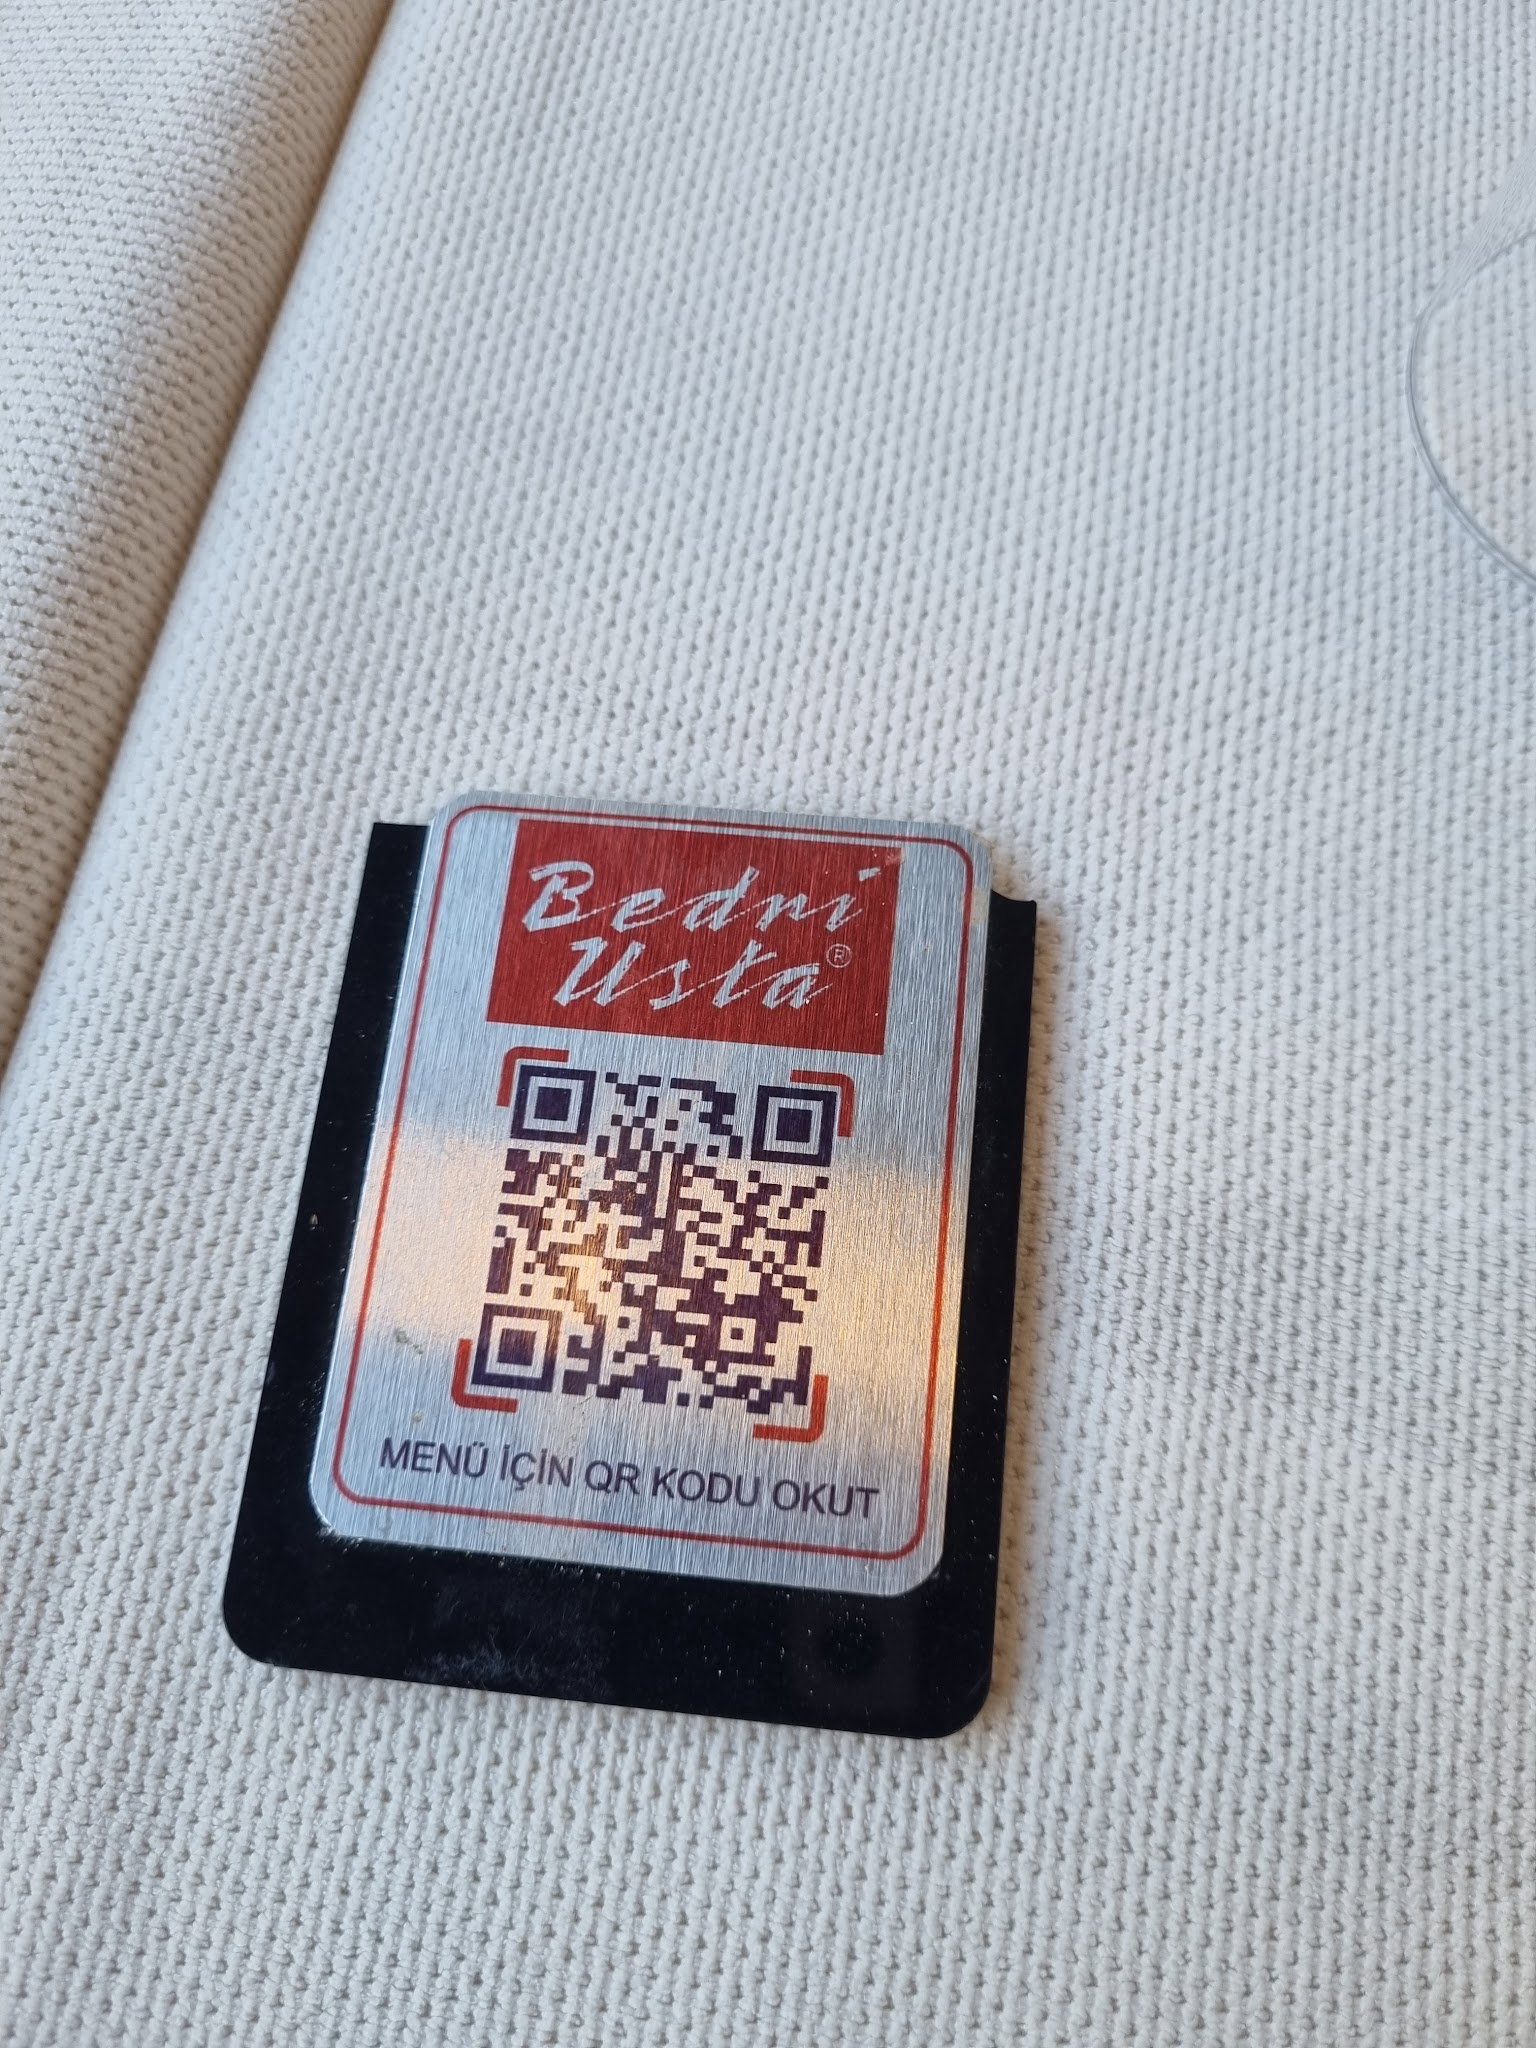 Bedri
Usta®
MENÜ İÇİN QR KODU OKUT